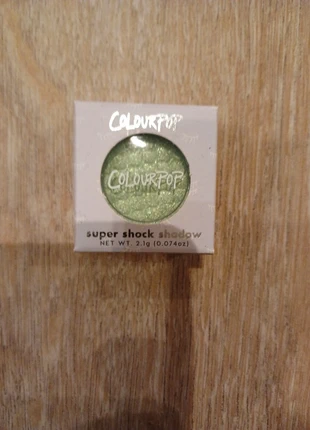 COLOURPOP
COLOURPOP
super shock shadow
NET WT. 2.1g (0.074oz)